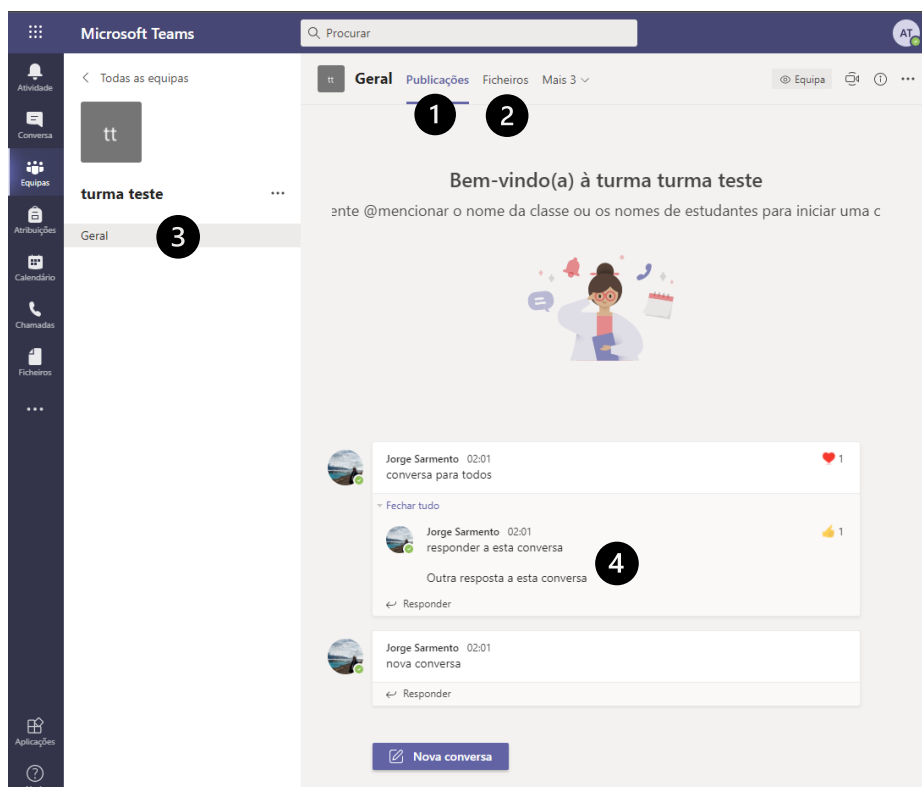 Microsoft Teams
Procurar
AT
Atividade
Conversa
Equipas
Atribuições
Calendário
Chamadas
Ficheiros
Aplicações
Todas as equipas
tt
turma teste
Geral
3
tt Geral Publicações Ficheiros Mais 3
Equipa
1 2
Bem-vindo(a) à turma turma teste
ente @mencionar o nome da classe ou os nomes de estudantes para iniciar uma c
Jorge Sarmento 02:01
1
conversa para todos
Fechar tudo
Jorge Sarmento 02:01
1
responder a esta conversa
4
Outra resposta a esta conversa
Responder
Jorge Sarmento 02:01
nova conversa
Responder
Nova conversa